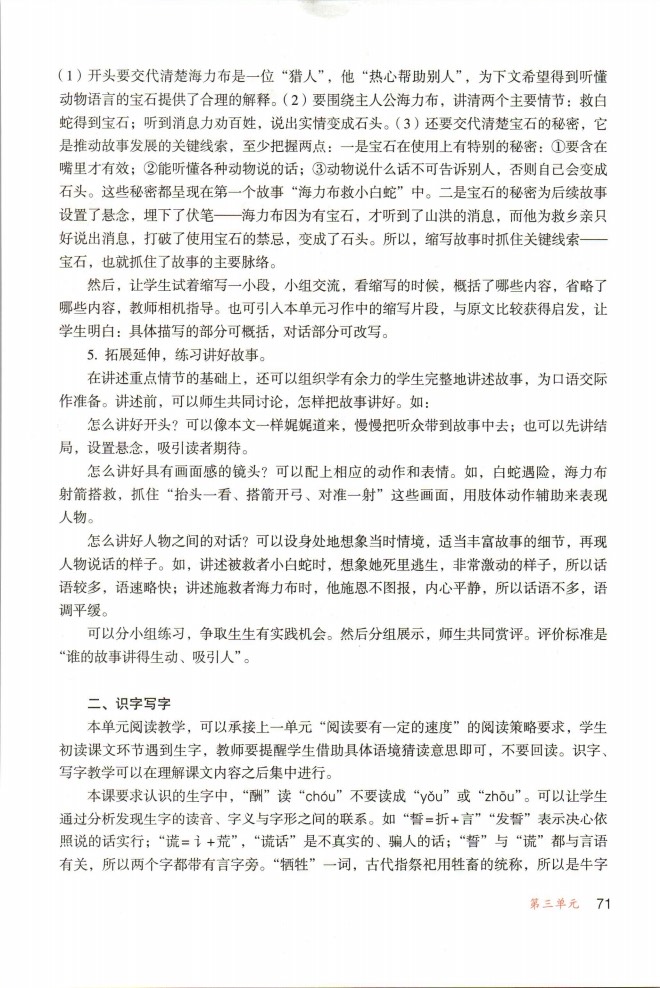 （1）开头要交代清楚海力布是一位“猎人”，他“热心帮助别人”，为下文希望得到听懂
动物语言的宝石提供了合理的解释。（2）要围绕主人公海力布，讲清两个主要情节：救白
蛇得到宝石；听到消息力劝百姓，说出实情变成石头。（3）还要交代清楚宝石的秘密，它
是推动故事发展的关键线索，至少把握两点：一是宝石在使用上有特别的秘密：①要含在
嘴里才有效；②能听懂各种动物说的话；③动物说什么话不可告诉别人，否则自己会变成
石头。这些秘密都呈现在第一个故事“海力布救小白蛇”中。二是宝石的秘密为后续故事
设置了悬念，埋下了伏笔——海力布因为有宝石，才听到了山洪的消息，而他为救乡亲只
好说出消息，打破了使用宝石的禁忌，变成了石头。所以，缩写故事时抓住关键线索——
宝石，也就抓住了故事的主要脉络。
然后，让学生试着缩写一小段，小组交流，看缩写的时候，概括了哪些内容，省略了
哪些内容，教师相机指导。也可引入本单元习作中的缩写片段，与原文比较获得启发，让
学生明白：具体描写的部分可概括，对话部分可改写。
5. 拓展延伸，练习讲好故事。
在讲述重点情节的基础上，还可以组织学有余力的学生完整地讲述故事，为口语交际
作准备。讲述前，可以师生共同讨论，怎样把故事讲好。如：
怎么讲好开头？可以像本文一样娓娓道来，慢慢把听众带到故事中去；也可以先讲结
局，设置悬念，吸引读者期待。
怎么讲好具有画面感的镜头？可以配上相应的动作和表情。如，白蛇遇险，海力布
射箭搭救，抓住“抬头一看、搭箭开弓、对准一射”这些画面，用肢体动作辅助来表现
人物。
怎么讲好人物之间的对话？可以设身处地想象当时情境，适当丰富故事的细节，再现
人物说话的样子。如，讲述被救者小白蛇时，想象她死里逃生，非常激动的样子，所以话
语较多，语速略快；讲述施救者海力布时，他施恩不图报，内心平静，所以话语不多，语
调平缓。
可以分小组练习，争取生生有实践机会。然后分组展示，师生共同赏评。评价标准是
“谁的故事讲得生动、吸引人”。
二、识字写字
本单元阅读教学，可以承接上一单元“阅读要有一定的速度”的阅读策略要求，学生
初读课文环节遇到生字，教师要提醒学生借助具体语境猜读意思即可，不要回读。识字、
写字教学可以在理解课文内容之后集中进行。
本课要求认识的生字中，“酬”读“chóu”不要读成“yǒu”或“zhōu”。可以让学生
通过分析发现生字的读音、字义与字形之间的联系。如“誓=折+言”“发誓”表示决心依
照说的话实行；“谎=讠+荒”，“谎话”是不真实的、骗人的话；“誓”与“谎”都与言语
有关，所以两个字都带有言字旁。“牺牲”一词，古代指祭祀用牲畜的统称，所以是牛字
第三单元 71